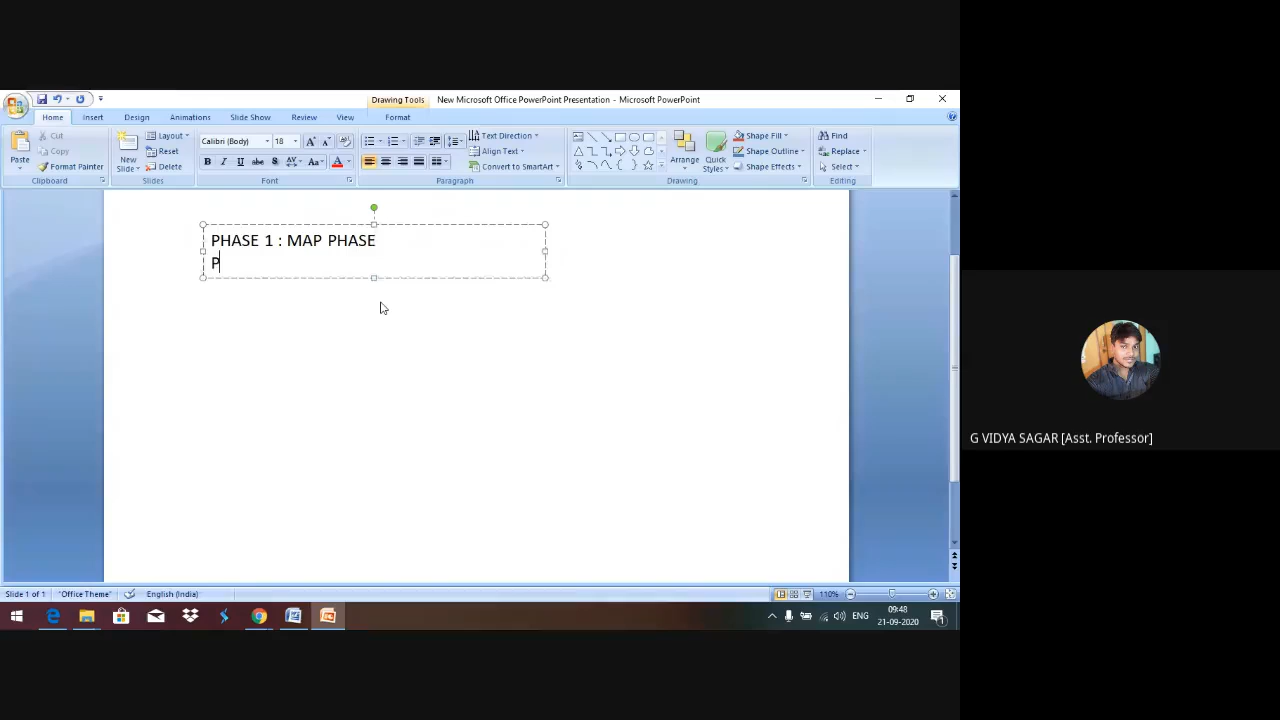 Drawing Tools
New Microsoft Office PowerPoint Presentation - Microsoft PowerPoint
Home
Insert
Design
Animations
Slide Show
Review
View
Format
Paste
Cut
Copy
Format Painter
Clipboard
New Slide
Layout
Reset
Delete
Slides
Calibri (Body)
18
B I U abc S AV Aa A
Font
Text Direction
Align Text
Convert to SmartArt
Paragraph
Arrange
Quick Styles
Shape Fill
Shape Outline
Shape Effects
Drawing
Find
Replace
Select
Editing
PHASE 1 : MAP PHASE
P
G VIDYA SAGAR [Asst. Professor]
Slide 1 of 1
"Office Theme"
English (India)
110%
ENG
09:48
21-09-2020